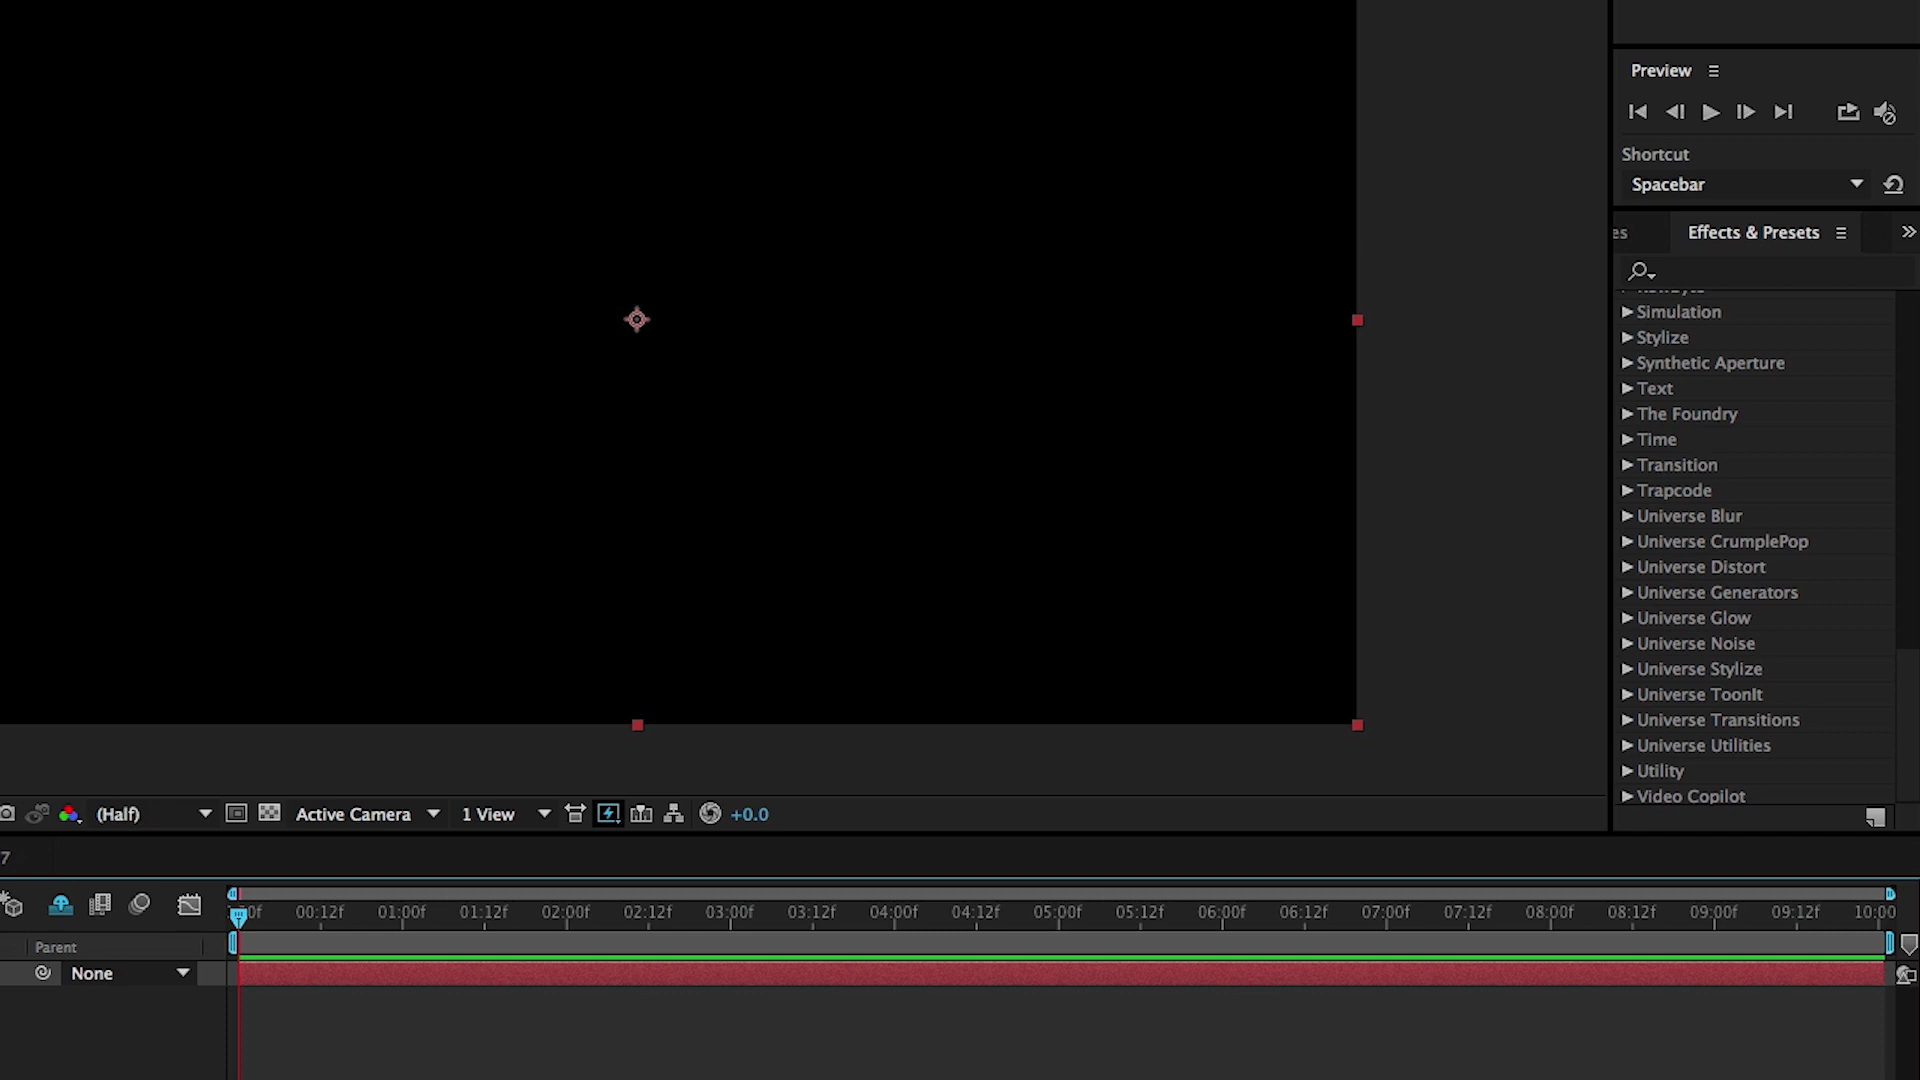 Preview
Shortcut
Spacebar
es
Effects & Presets
Simulation
Stylize
Synthetic Aperture
Text
The Foundry
Time
Transition
Trapcode
Universe Blur
Universe CrumplePop
Universe Distort
Universe Generators
Universe Glow
Universe Noise
Universe Stylize
Universe ToonIt
Universe Transitions
Universe Utilities
Utility
Video Copilot
(Half)
Active Camera
1 View
+0.0
7
0f 00:12f 01:00f 01:12f 02:00f 02:12f 03:00f 03:12f 04:00f 04:12f 05:00f 05:12f 06:00f 06:12f 07:00f 07:12f 08:00f 08:12f 09:00f 09:12f 10:00
Parent
None